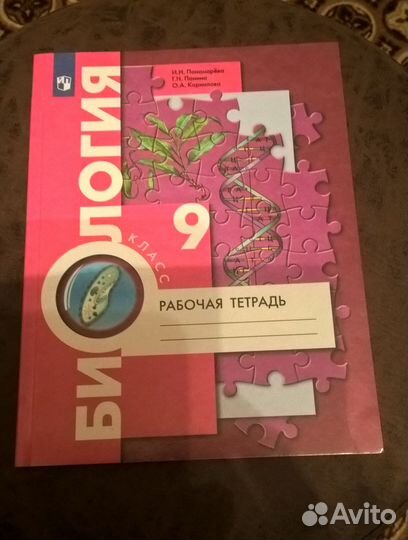 И.Н. Пономарёва
Г.Н. Панина
О.А. Корнилова
БИОЛОГИЯ
9
КЛАСС
РАБОЧАЯ ТЕТРАДЬ
Avito